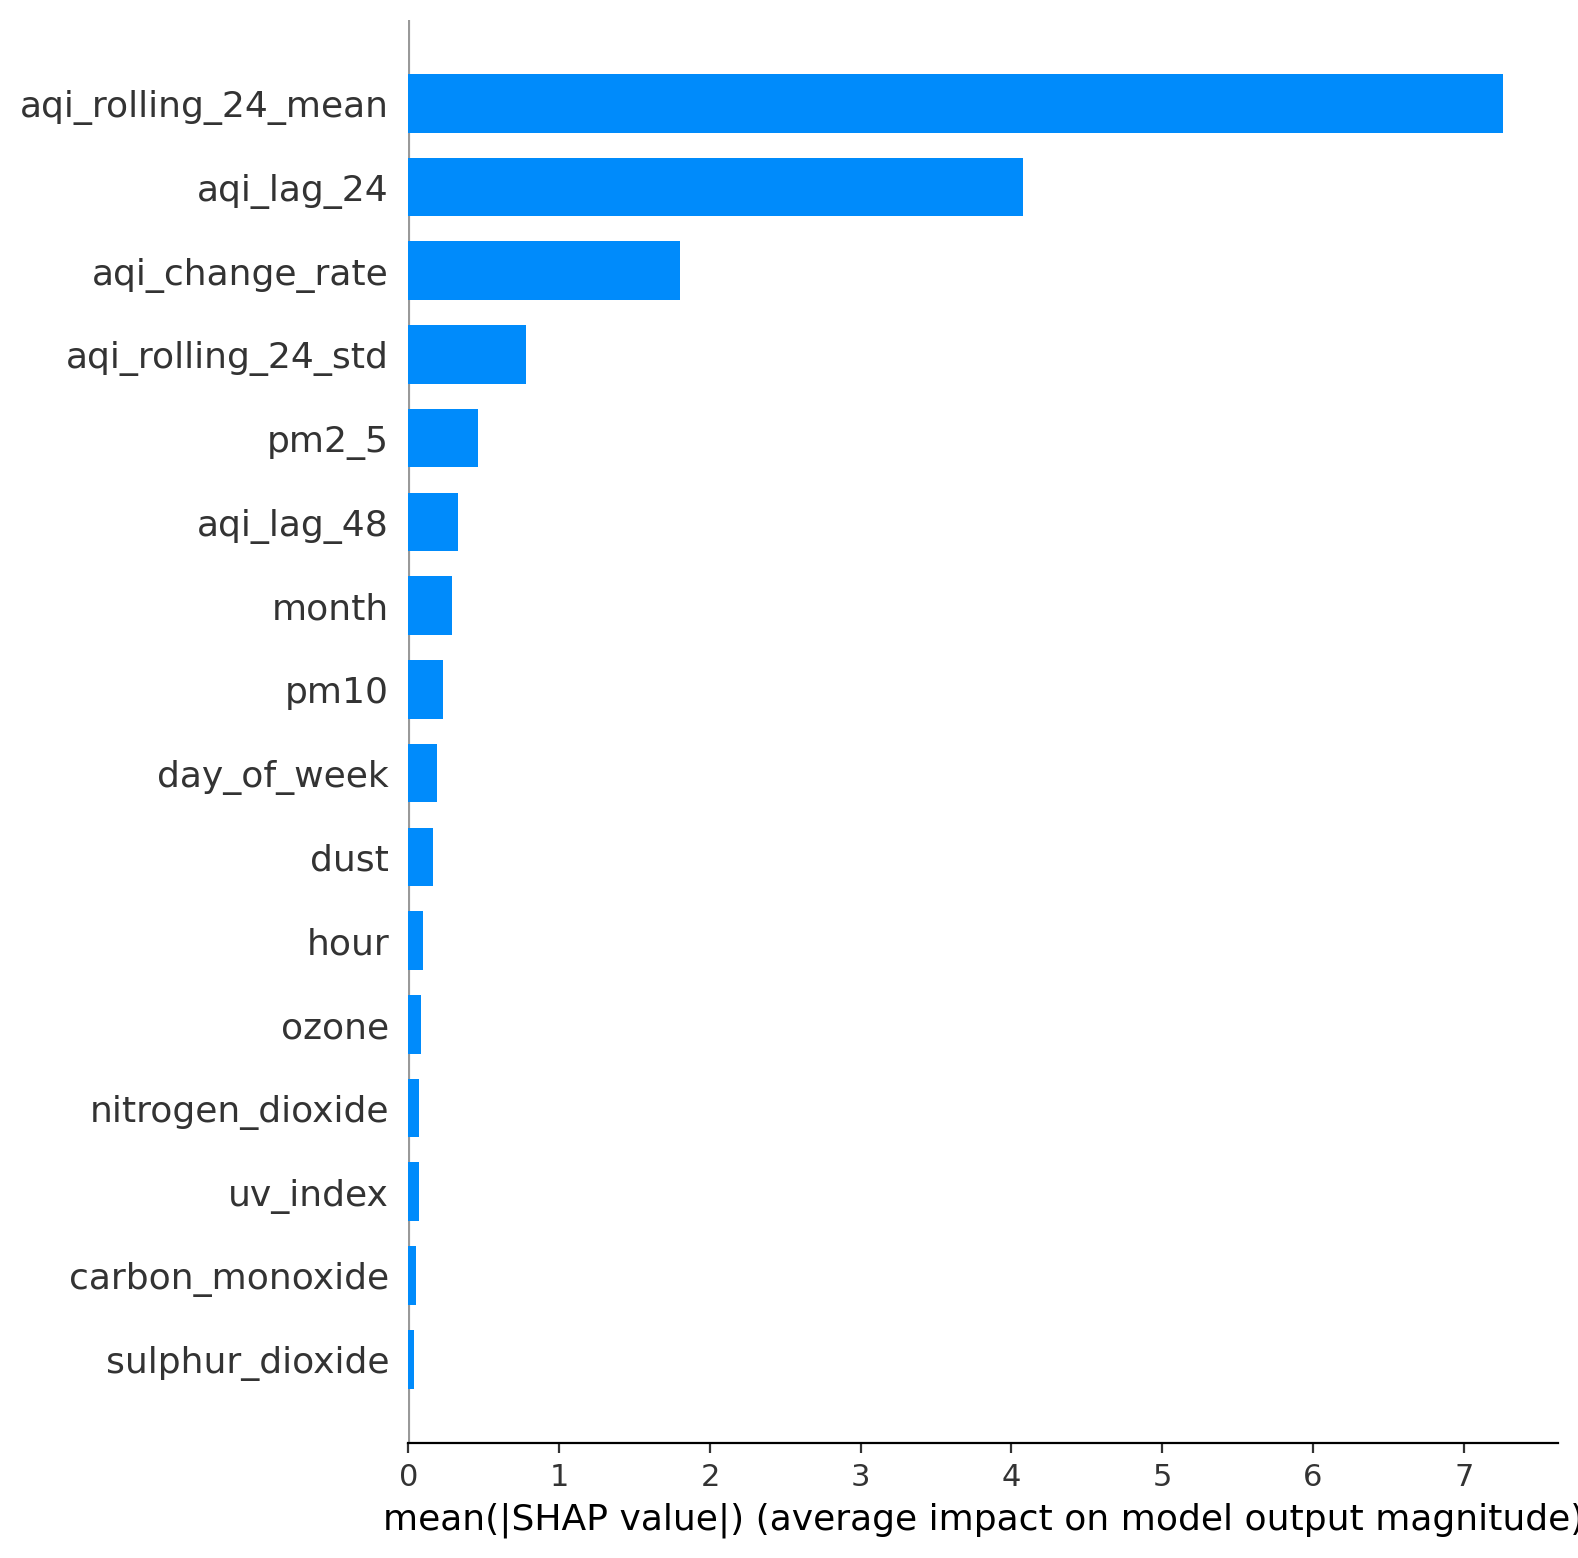 aqi_rolling_24_mean
aqi_lag_24
aqi_change_rate
aqi_rolling_24_std
pm2_5
aqi_lag_48
month
pm10
day_of_week
dust
hour
ozone
nitrogen_dioxide
uv_index
carbon_monoxide
sulphur_dioxide
0 1 2 3 4 5 6 7
mean(|SHAP value|) (average impact on model output magnitude)